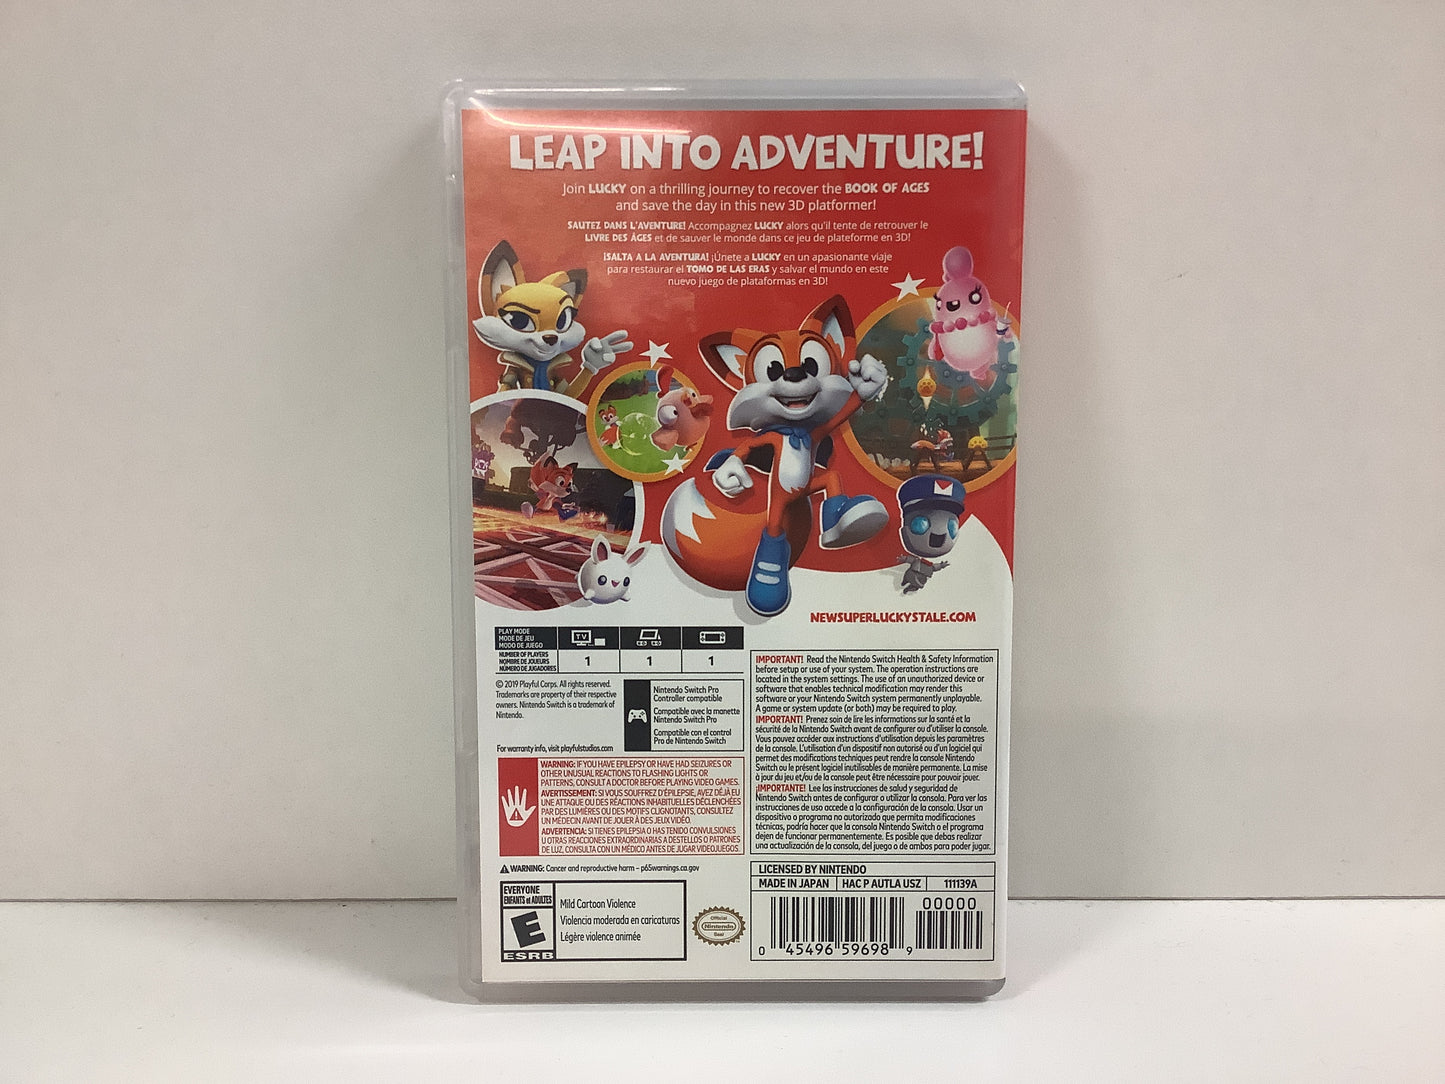 LEAP INTO ADVENTURE!
Join LUCKY on a thrilling journey to recover the BOOK OF AGES
and save the day in this new 3D platformer!
SAUTEZ DANS L'AVENTURE! Accompagnez LUCKY alors qu'il tente de retrouver le
LIVRE DES ÂGES et de sauver le monde dans ce jeu de plateforme en 3D!
¡SALTA A LA AVENTURA! ¡Únete a LUCKY en un apasionante viaje
para restaurar el TOMO DE LAS ERAS y salvar el mundo en este
nuevo juego de plataformas en 3D!
NEWSUPERLUCKYSTALE.COM
PLAY MODE
MODE DE JEU
MODO DE JUEGO
TV
NUMBER OF PLAYERS
NOMBRE DE JOUEURS
NÚMERO DE JUGADORES
1 1 1
© 2019 Playful Corps. All rights reserved.
Trademarks are property of their respective
owners. Nintendo Switch is a trademark of
Nintendo.
For warranty info, visit playfulstudios.com
Nintendo Switch Pro
Controller compatible
Compatible avec la manette
Nintendo Switch Pro
Compatible con el control
Pro de Nintendo Switch
WARNING: IF YOU HAVE EPILEPSY OR HAVE HAD SEIZURES OR
OTHER UNUSUAL REACTIONS TO FLASHING LIGHTS OR
PATTERNS, CONSULT A DOCTOR BEFORE PLAYING VIDEO GAMES.
AVERTISSEMENT: SI VOUS SOUFFREZ D'ÉPILEPSIE, AVEZ DÉJÀ EU
UNE ATTAQUE OU DES RÉACTIONS INHABITUELLES DÉCLENCHÉES
PAR DES LUMIÈRES OU DES MOTIFS CLIGNOTANTS, CONSULTEZ
UN MÉDECIN AVANT DE JOUER À DES JEUX VIDÉO.
ADVERTENCIA: SI TIENES EPILEPSIA O HAS TENIDO CONVULSIONES
U OTRAS REACCIONES EXTRAORDINARIAS A DESTELLOS O PATRONES
DE LUZ, CONSULTA CON UN MÉDICO ANTES DE JUGAR VIDEOJUEGOS.
WARNING: Cancer and reproductive harm – p65warnings.ca.gov
EVERYONE
ENFANTS et ADULTES
E
ESRB
Mild Cartoon Violence
Violencia moderada en caricaturas
Légère violence animée
Official
Nintendo
Seal
IMPORTANT! Read the Nintendo Switch Health & Safety Information
before setup or use of your system. The operation instructions are
located in the system settings. The use of an unauthorized device or
software that enables technical modification may render this
software or your Nintendo Switch system permanently unplayable.
A game or system update (or both) may be required to play.
IMPORTANT! Prenez soin de lire les informations sur la santé et la
sécurité de la Nintendo Switch avant de configurer ou d'utiliser la console.
Vous pouvez accéder aux instructions d'utilisation depuis les paramètres
de la console. L'utilisation d'un dispositif non autorisé ou d'un logiciel qui
permet des modifications techniques peut rendre la console Nintendo
Switch ou le présent logiciel inutilisables de manière permanente. La mise
à jour du jeu et/ou de la console peut être nécessaire pour pouvoir jouer.
¡IMPORTANTE! Lee las instrucciones de salud y seguridad de
Nintendo Switch antes de configurar o utilizar la consola. Para ver las
instrucciones de uso accede a la configuración de la consola. Usar un
dispositivo o programa no autorizado que permita modificaciones
técnicas, podría hacer que la consola Nintendo Switch o el programa
dejen de funcionar permanentemente. Es posible que debas realizar
una actualización de la consola, del juego o de ambos para poder jugar.
LICENSED BY NINTENDO
MADE IN JAPAN HAC P AUTLA USZ 111139A
00000
0 45496 59698 9